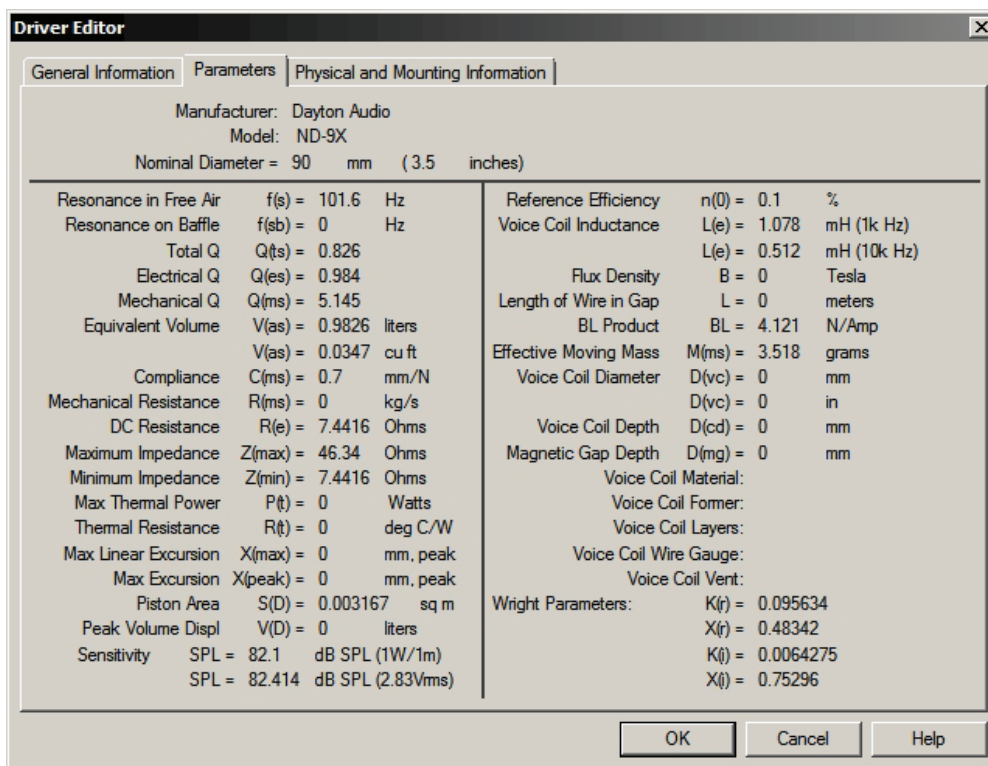 Driver Editor
General Information Parameters Physical and Mounting Information
Manufacturer: Dayton Audio
Model: ND-9X
Nominal Diameter = 90 mm ( 3.5 inches)
Resonance in Free Air f(s) = 101.6 Hz
Resonance on Baffle f(sb) = 0 Hz
Total Q Q(ts) = 0.826
Electrical Q Q(es) = 0.984
Mechanical Q Q(ms) = 5.145
Equivalent Volume V(as) = 0.9826 liters
V(as) = 0.0347 cu ft
Compliance C(ms) = 0.7 mm/N
Mechanical Resistance R(ms) = 0 kg/s
DC Resistance R(e) = 7.4416 Ohms
Maximum Impedance Z(max) = 46.34 Ohms
Minimum Impedance Z(min) = 7.4416 Ohms
Max Thermal Power P(t) = 0 Watts
Thermal Resistance R(t) = 0 deg C/W
Max Linear Excursion X(max) = 0 mm, peak
Max Excursion X(peak) = 0 mm, peak
Piston Area S(D) = 0.003167 sq m
Peak Volume Displ V(D) = 0 liters
Sensitivity SPL = 82.1 dB SPL (1W/1m)
SPL = 82.414 dB SPL (2.83Vrms)
Reference Efficiency n(0) = 0.1 %
Voice Coil Inductance L(e) = 1.078 mH (1k Hz)
L(e) = 0.512 mH (10k Hz)
Flux Density B = 0 Tesla
Length of Wire in Gap L = 0 meters
BL Product BL = 4.121 N/Amp
Effective Moving Mass M(ms) = 3.518 grams
Voice Coil Diameter D(vc) = 0 mm
D(vc) = 0 in
Voice Coil Depth D(cd) = 0 mm
Magnetic Gap Depth D(mg) = 0 mm
Voice Coil Material:
Voice Coil Former:
Voice Coil Layers:
Voice Coil Wire Gauge:
Voice Coil Vent:
Wright Parameters: K(r) = 0.095634
X(r) = 0.48342
K(i) = 0.0064275
X(i) = 0.75296
OK Cancel Help